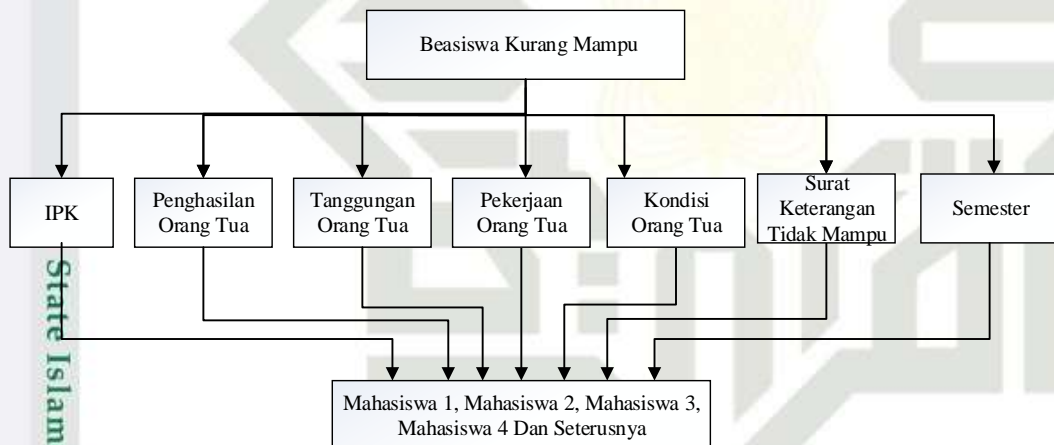 Beasiswa Kurang Mampu
IPK
Penghasilan
Orang Tua
Tanggungan
Orang Tua
Pekerjaan
Orang Tua
Kondisi
Orang Tua
Surat
Keterangan
Tidak Mampu
Semester
Mahasiswa 1, Mahasiswa 2, Mahasiswa 3,
Mahasiswa 4 Dan Seterusnya
State Islam